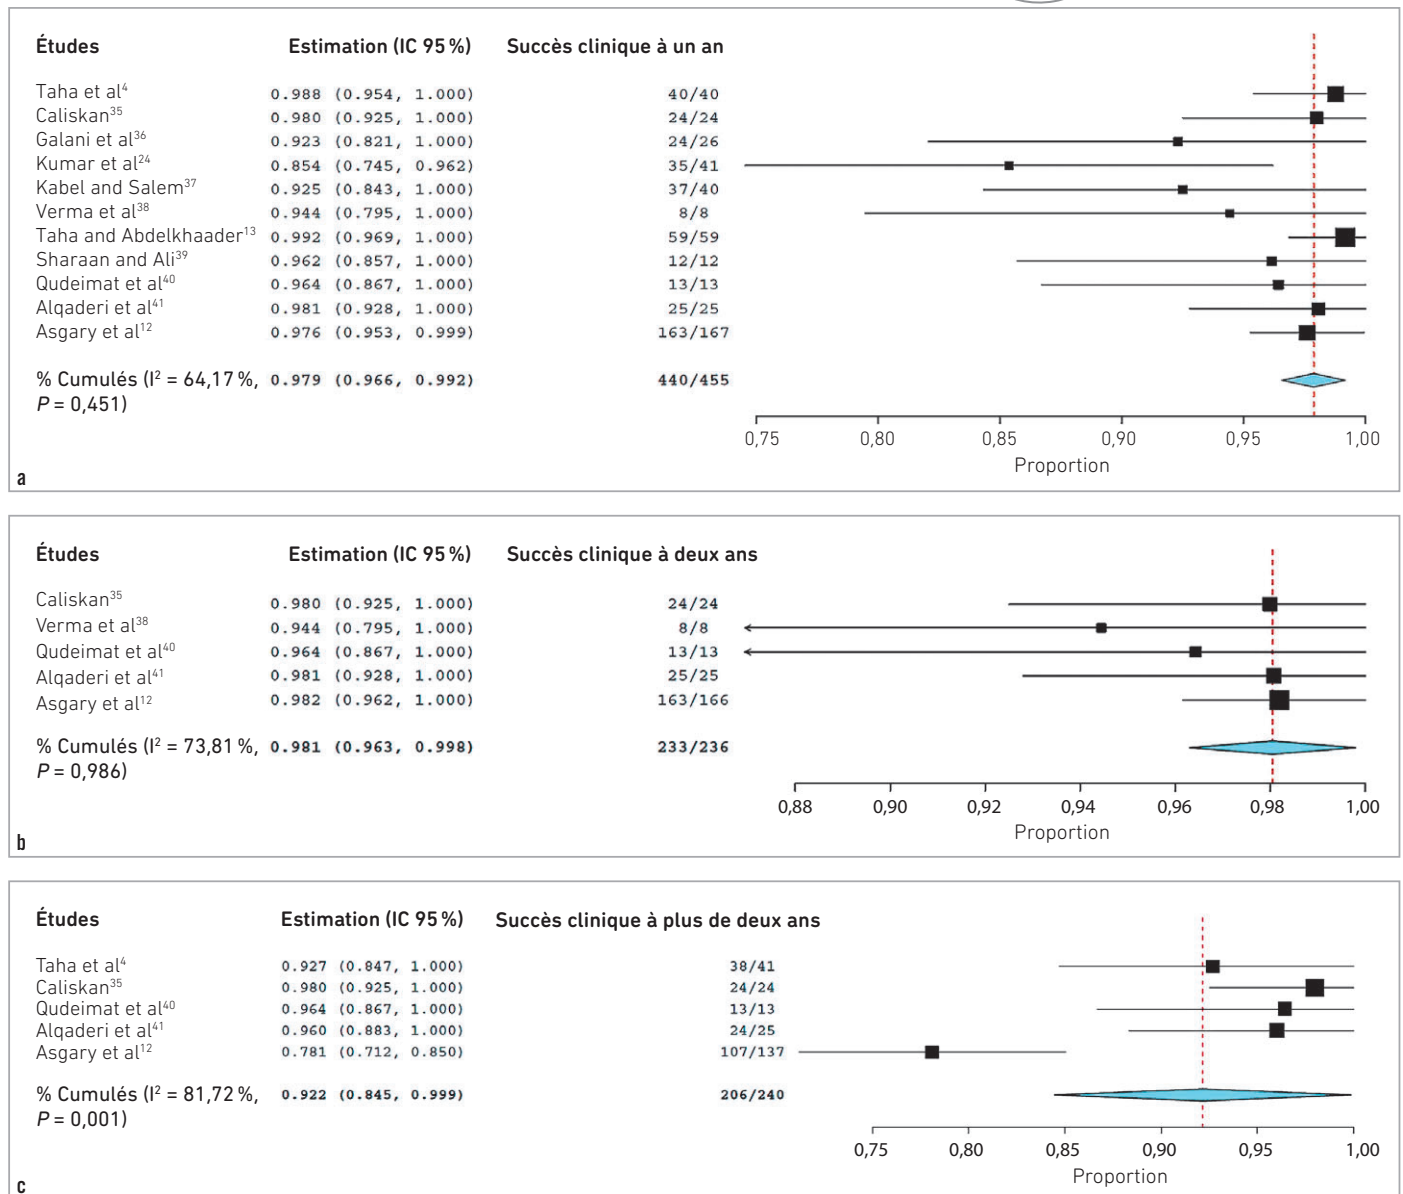 Études Estimation (IC 95 %) Succès clinique à un an
Taha et al4 0.988 (0.954, 1.000) 40/40
Caliskan35 0.980 (0.925, 1.000) 24/24
Galani et al36 0.923 (0.821, 1.000) 24/26
Kumar et al24 0.854 (0.745, 0.962) 35/41
Kabel and Salem37 0.925 (0.843, 1.000) 37/40
Verma et al38 0.944 (0.795, 1.000) 8/8
Taha and Abdelkhaader13 0.992 (0.969, 1.000) 59/59
Sharaan and Ali39 0.962 (0.857, 1.000) 12/12
Qudeimat et al40 0.964 (0.867, 1.000) 13/13
Alqaderi et al41 0.981 (0.928, 1.000) 25/25
Asgary et al12 0.976 (0.953, 0.999) 163/167
% Cumulés (I2 = 64,17 %, 0.979 (0.966, 0.992) 440/455
P = 0,451)
0,75 0,80 0,85 0,90 0,95 1,00
Proportion
a
Études Estimation (IC 95 %) Succès clinique à deux ans
Caliskan35 0.980 (0.925, 1.000) 24/24
Verma et al38 0.944 (0.795, 1.000) 8/8
Qudeimat et al40 0.964 (0.867, 1.000) 13/13
Alqaderi et al41 0.981 (0.928, 1.000) 25/25
Asgary et al12 0.982 (0.962, 1.000) 163/166
% Cumulés (I2 = 73,81 %, 0.981 (0.963, 0.998) 233/236
P = 0,986)
0,88 0,90 0,92 0,94 0,96 0,98 1,00
Proportion
b
Études Estimation (IC 95 %) Succès clinique à plus de deux ans
Taha et al4 0.927 (0.847, 1.000) 38/41
Caliskan35 0.980 (0.925, 1.000) 24/24
Qudeimat et al40 0.964 (0.867, 1.000) 13/13
Alqaderi et al41 0.960 (0.883, 1.000) 24/25
Asgary et al12 0.781 (0.712, 0.850) 107/137
% Cumulés (I2 = 81,72 %, 0.922 (0.845, 0.999) 206/240
P = 0,001)
0,75 0,80 0,85 0,90 0,95 1,00
Proportion
c